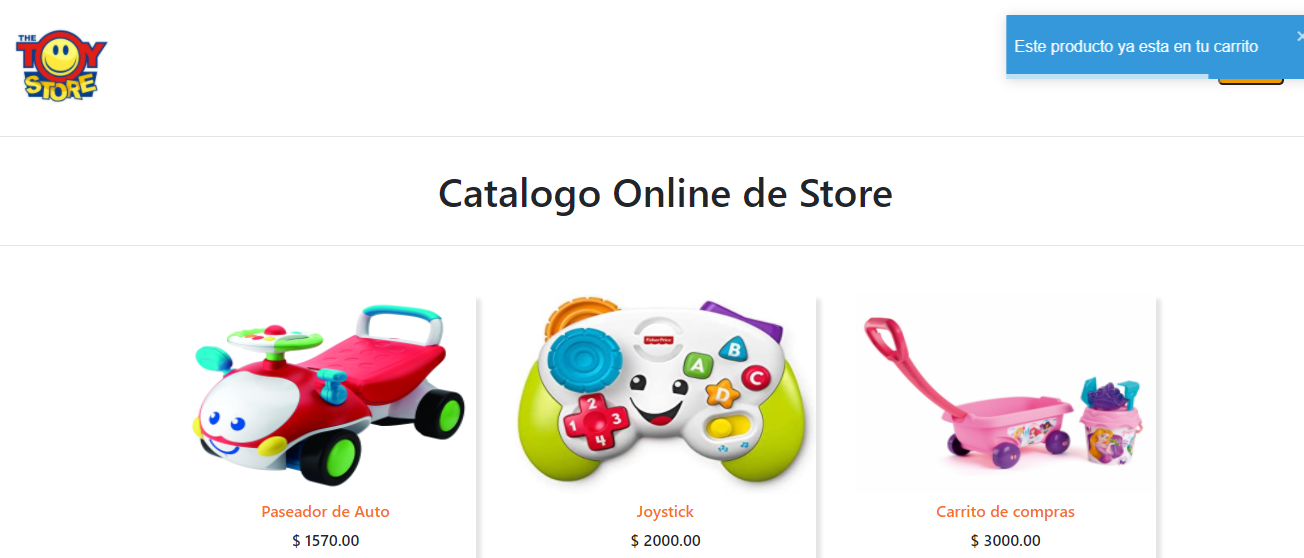 THE
TOY
STORE
Este producto ya esta en tu carrito
×
Catalogo Online de Store
Fisher-Price
A
B
C
D
1
2
3
4
Paseador de Auto
Joystick
Carrito de compras
$ 1570.00
$ 2000.00
$ 3000.00